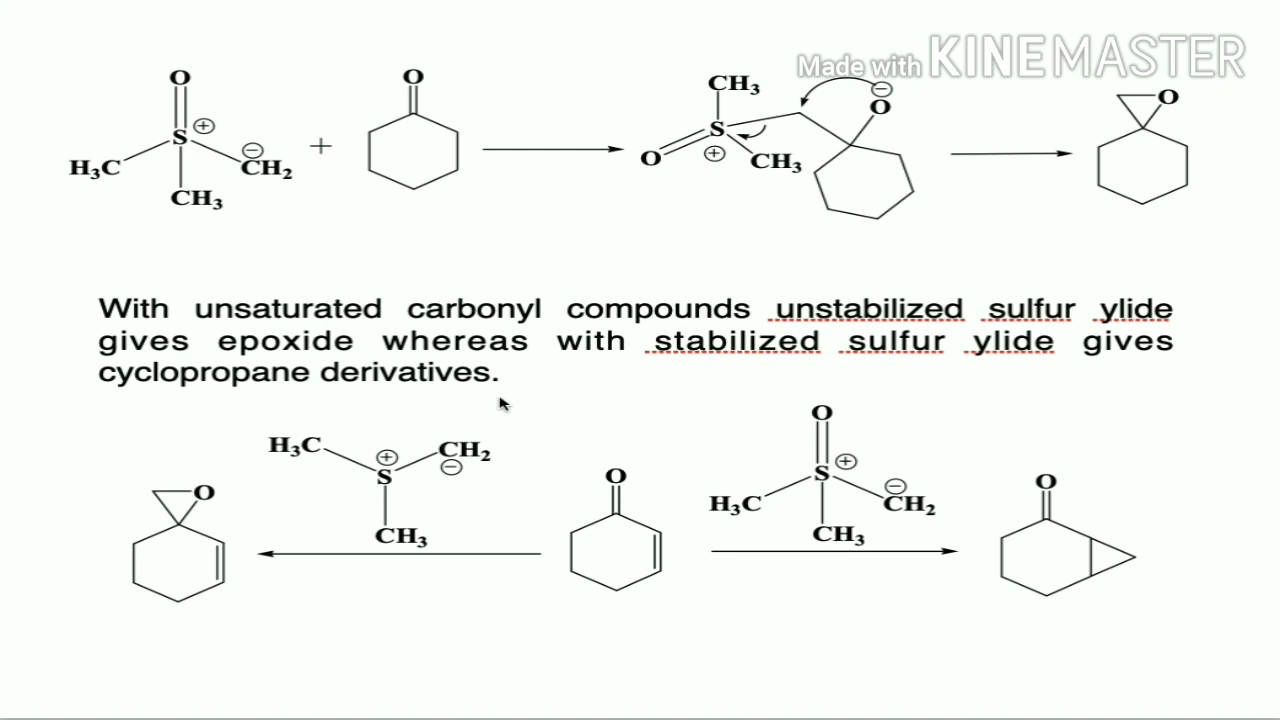 Made with KINEMASTER
O
S
H₃C
CH₂
CH₃
+
O
CH₃
S
O
CH₃
O
O
With unsaturated carbonyl compounds unstabilized sulfur ylide
gives epoxide whereas with stabilized sulfur ylide gives
cyclopropane derivatives.
H₃C
S
CH₂
CH₃
O
O
O
S
H₃C
CH₂
CH₃
O